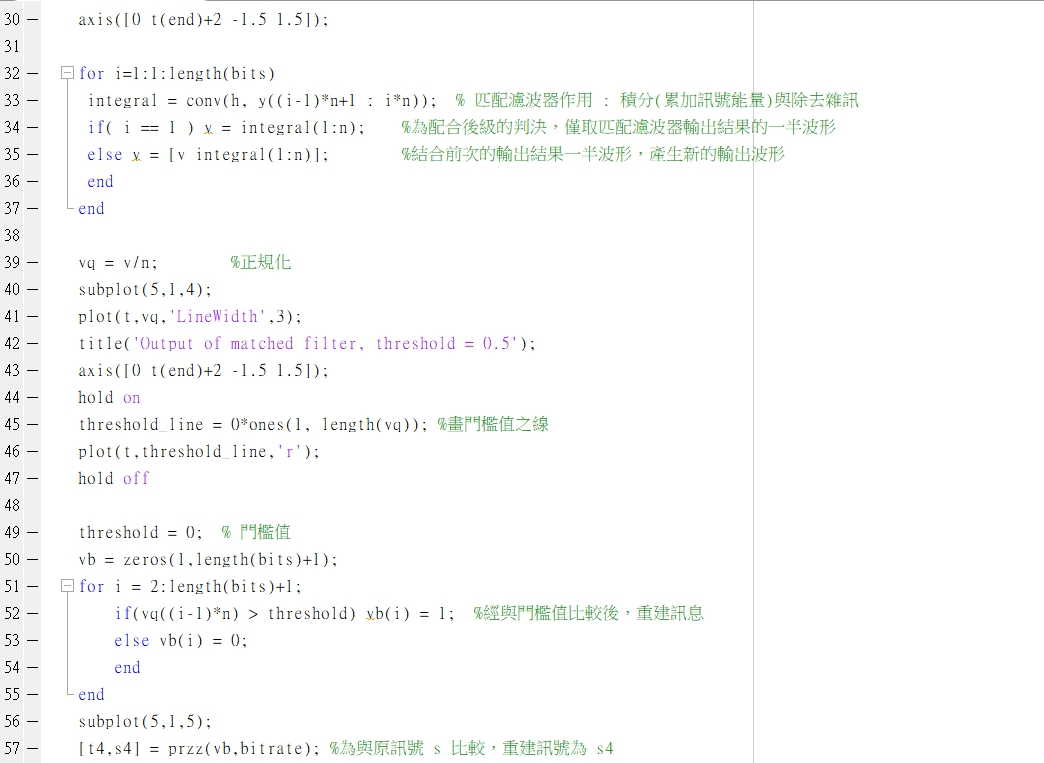 30 – axis([0 t(end)+2 -1.5 1.5]);
31
32 – for i=1:1:length(bits)
33 – integral = conv(h, y((i-1)*n+1 : i*n)); % 匹配濾波器作用 : 積分(累加訊號能量)與除去雜訊
34 – if( i == 1 ) v = integral(1:n); %為配合後級的判決，僅取匹配濾波器輸出結果的一半波形
35 – else v = [v integral(1:n)]; %結合前次的輸出結果一半波形，產生新的輸出波形
36 – end
37 – end
38
39 – vq = v/n; %正規化
40 – subplot(5,1,4);
41 – plot(t,vq,'LineWidth',3);
42 – title('Output of matched filter, threshold = 0.5');
43 – axis([0 t(end)+2 -1.5 1.5]);
44 – hold on
45 – threshold_line = 0*ones(1, length(vq)); %畫門檻值之線
46 – plot(t,threshold_line,'r');
47 – hold off
48
49 – threshold = 0; % 門檻值
50 – vb = zeros(1,length(bits)+1);
51 – for i = 2:length(bits)+1;
52 – if(vq((i-1)*n) > threshold) vb(i) = 1; %經與門檻值比較後，重建訊息
53 – else vb(i) = 0;
54 – end
55 – end
56 – subplot(5,1,5);
57 – [t4,s4] = przz(vb,bitrate); %為與原訊號 s 比較，重建訊號為 s4